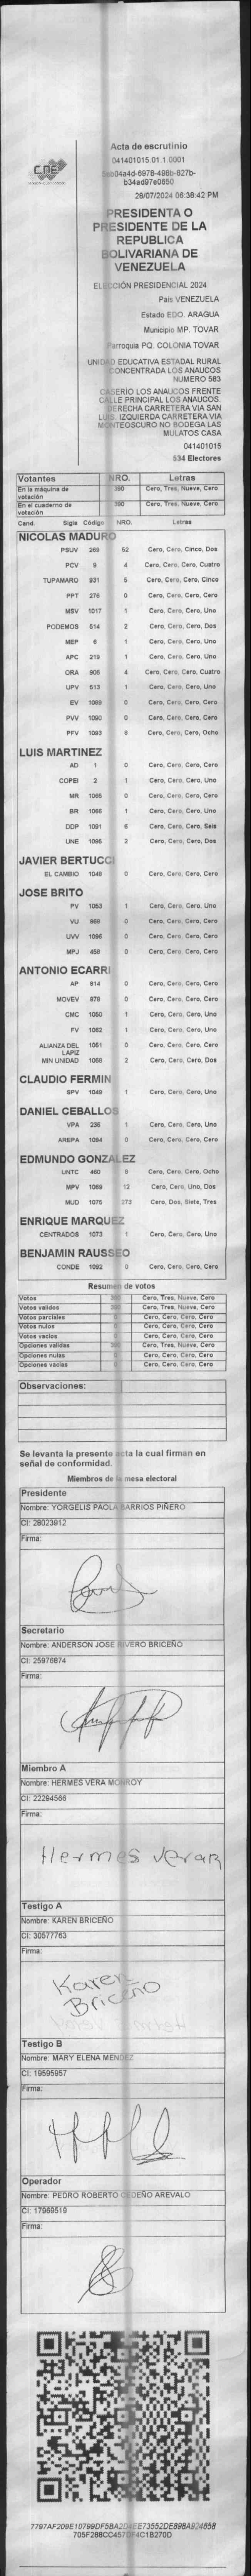 CNE
Acta de escrutinio
041401015.01.1.0001
28/07/2024 06:36:42 PM
PRESIDENTA O
PRESIDENTE DE LA
REPUBLICA
BOLIVARIANA DE
VENEZUELA
ELECCIÓN PRESIDENCIAL 2024
País VENEZUELA
Estado EDO. ARAGUA
Municipio MP. TOVAR
Parroquia PQ. COLONIA TOVAR
UNIDAD EDUCATIVA ESTADAL RURAL
CONCENTRADA LOS ANAUCOS
NUMERO 583
CASERIO LOS ANAUCOS FRENTE
CALLE PRINCIPAL LOS ANAUCOS.
DERECHA CARRETERA VIA SAN
LUIS. IZQUIERDA CARRETERA VIA
MONTEOSCURO NO BODEGA LAS
MULATOS CASA
041401015
534 Electores
Votantes NRO. Letras
En la máquina de votación 390 Cero, Tres, Nueve, Cero
En el cuaderno de votación 390 Cero, Tres, Nueve, Cero
Cand. Sigla Código NRO. Letras
NICOLAS MADURO
PSUV 269 52 Cero, Cero, Cinco, Dos
PCV 9 4 Cero, Cero, Cero, Cuatro
TUPAMARO 931 5 Cero, Cero, Cero, Cinco
PPT 276 0 Cero, Cero, Cero, Cero
MSV 1017 1 Cero, Cero, Cero, Uno
PODEMOS 514 2 Cero, Cero, Cero, Dos
MEP 6 1 Cero, Cero, Cero, Uno
APC 219 1 Cero, Cero, Cero, Uno
ORA 906 4 Cero, Cero, Cero, Cuatro
UPV 513 1 Cero, Cero, Cero, Uno
EV 1089 0 Cero, Cero, Cero, Cero
PVV 1090 0 Cero, Cero, Cero, Cero
PFV 1093 8 Cero, Cero, Cero, Ocho
LUIS MARTINEZ
AD 1 0 Cero, Cero, Cero, Cero
COPEI 2 1 Cero, Cero, Cero, Uno
MR 1065 0 Cero, Cero, Cero, Cero
BR 1066 1 Cero, Cero, Cero, Uno
DDP 1091 6 Cero, Cero, Cero, Seis
UNE 1095 2 Cero, Cero, Cero, Dos
JAVIER BERTUCCI
EL CAMBIO 1048 0 Cero, Cero, Cero, Cero
JOSE BRITO
PV 1053 1 Cero, Cero, Cero, Uno
VU 868 0 Cero, Cero, Cero, Cero
UVV 1096 0 Cero, Cero, Cero, Cero
MPJ 458 0 Cero, Cero, Cero, Cero
ANTONIO ECARRI
AP 814 0 Cero, Cero, Cero, Cero
MOVEV 878 0 Cero, Cero, Cero, Cero
CMC 1050 1 Cero, Cero, Cero, Uno
FV 1062 1 Cero, Cero, Cero, Uno
ALIANZA DEL LAPIZ 1051 0 Cero, Cero, Cero, Cero
MIN UNIDAD 1068 2 Cero, Cero, Cero, Dos
CLAUDIO FERMIN
SPV 1049 1 Cero, Cero, Cero, Uno
DANIEL CEBALLOS
VPA 236 1 Cero, Cero, Cero, Uno
AREPA 1094 0 Cero, Cero, Cero, Cero
EDMUNDO GONZALEZ
UNTC 460 8 Cero, Cero, Cero, Ocho
MPV 1069 12 Cero, Cero, Uno, Dos
MUD 1075 273 Cero, Dos, Siete, Tres
ENRIQUE MARQUEZ
CENTRADOS 1073 1 Cero, Cero, Cero, Uno
BENJAMIN RAUSSEO
CONDE 1092 0 Cero, Cero, Cero, Cero
Resumen de votos
Votos 390 Cero, Tres, Nueve, Cero
Votos válidos 390 Cero, Tres, Nueve, Cero
Votos parciales 0 Cero, Cero, Cero, Cero
Votos nulos 0 Cero, Cero, Cero, Cero
Votos vacíos 0 Cero, Cero, Cero, Cero
Opciones válidas 390 Cero, Tres, Nueve, Cero
Opciones nulas 0 Cero, Cero, Cero, Cero
Opciones vacías 0 Cero, Cero, Cero, Cero
Observaciones:
Se levanta la presente acta la cual firman en
señal de conformidad.
Miembros de la mesa electoral
Presidente
Nombre: YORGELIS PAOLA BARRIOS PIÑERO
CI: 28023912
Firma:
Secretario
Nombre: ANDERSON JOSE RIVERO BRICEÑO
CI: 25976874
Firma:
Miembro A
Nombre: HERMES VERA MONROY
CI: 22294566
Firma:
Hermes Vera
Testigo A
Nombre: KAREN BRICEÑO
CI: 30577763
Firma:
Karen
Briceño
Testigo B
Nombre: MARY ELENA MENDEZ
CI: 19595957
Firma:
Operador
Nombre: PEDRO ROBERTO CEDEÑO AREVALO
CI: 17969519
Firma: